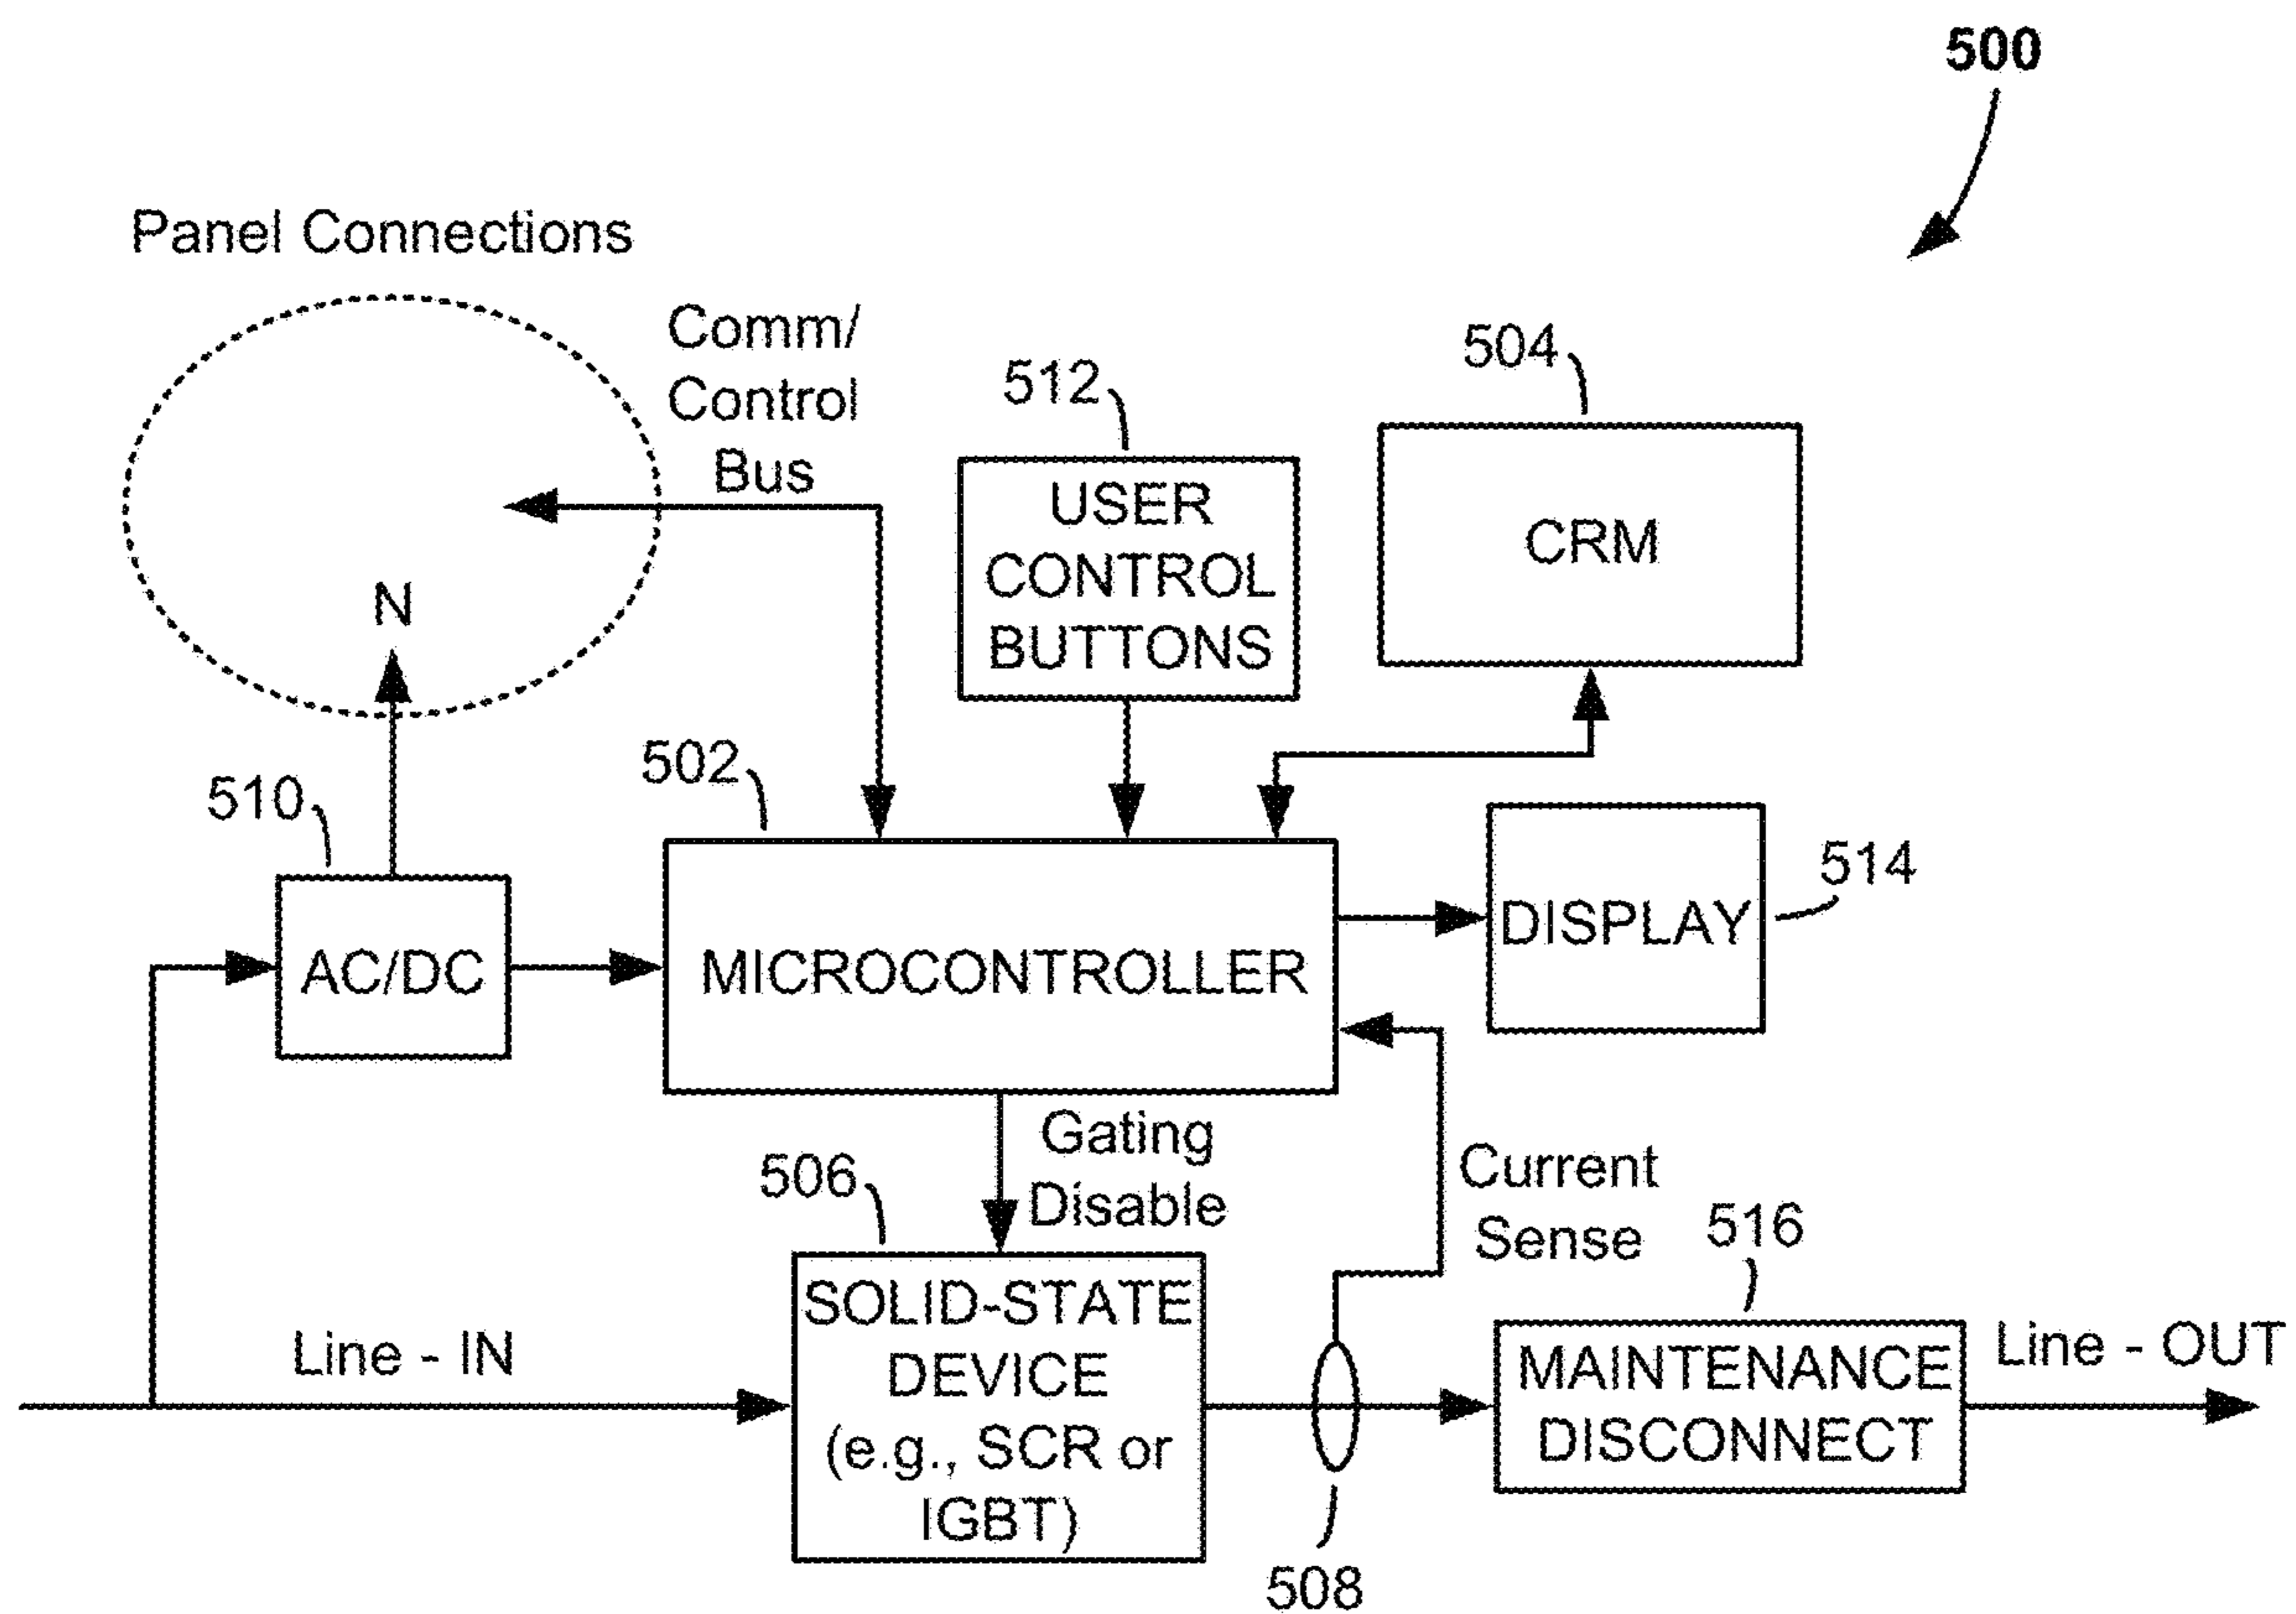 500
Panel Connections
Comm/
Control
Bus
N
512
USER
CONTROL
BUTTONS
504
CRM
502
510
AC/DC
MICROCONTROLLER
DISPLAY
514
Gating
Disable
Current
Sense
506
SOLID-STATE
DEVICE
(e.g., SCR or
IGBT)
Line - IN
508
516
MAINTENANCE
DISCONNECT
Line - OUT